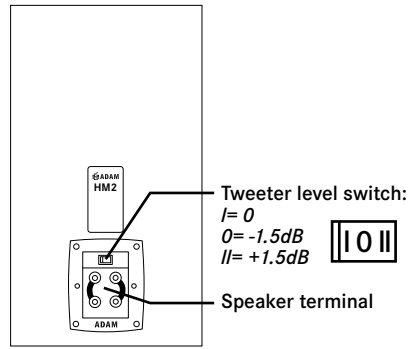 ADAM
HM2
Tweeter level switch:
I= 0
0= -1.5dB
II= +1.5dB
I 0 II
Speaker terminal
ADAM